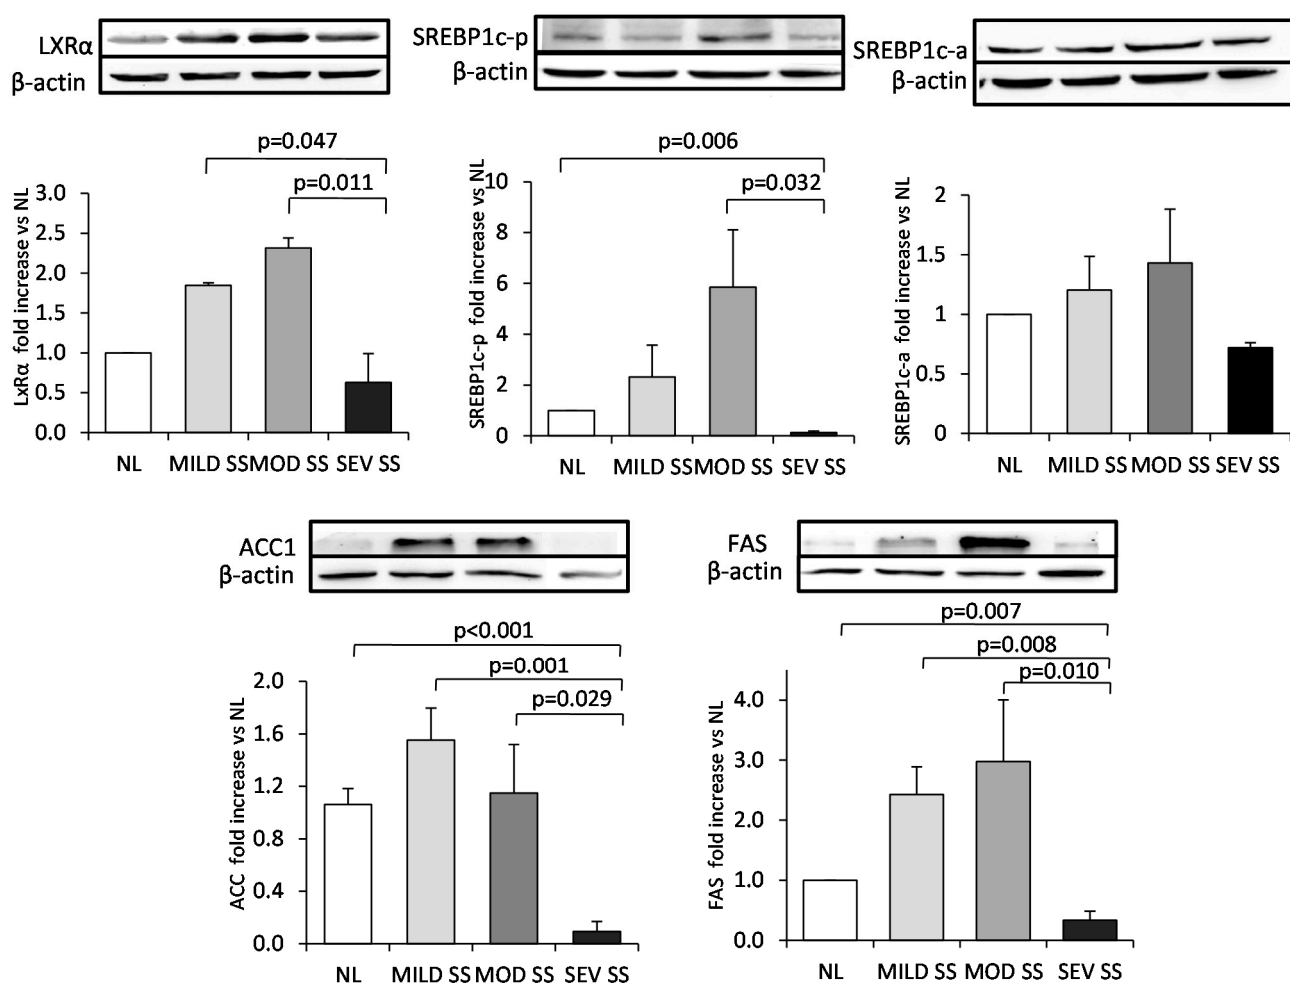 LXRα
β-actin
SREBP1c-p
β-actin
SREBP1c-a
β-actin
p=0.047
p=0.011
LxRα fold increase vs NL
3.0
2.5
2.0
1.5
1.0
0.5
0.0
NL MILD SS MOD SS SEV SS
p=0.006
p=0.032
SREBP1c-p fold increase vs NL
10
8
6
4
2
0
NL MILD SS MOD SS SEV SS
SREBP1c-a fold increase vs NL
2
1.5
1
0.5
0
NL MILD SS MOD SS SEV SS
ACC1
β-actin
p<0.001
p=0.001
p=0.029
ACC fold increase vs NL
2.0
1.6
1.2
0.8
0.4
0.0
NL MILD SS MOD SS SEV SS
FAS
β-actin
p=0.007
p=0.008
p=0.010
FAS fold increase vs NL
4.0
3.0
2.0
1.0
0.0
NL MILD SS MOD SS SEV SS